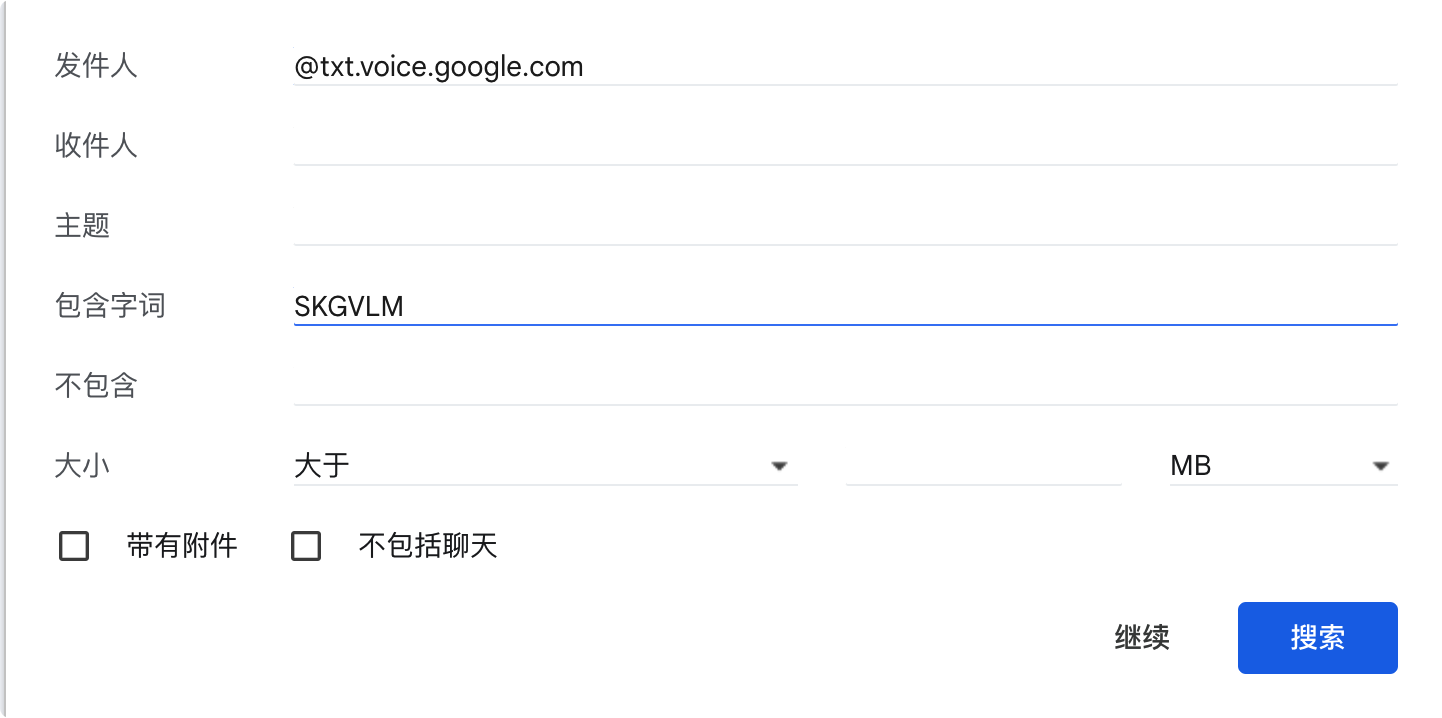 发件人 @txt.voice.google.com
收件人
主题
包含字词 SKGVLM
不包含
大小 大于 MB
带有附件 不包括聊天
继续 搜索